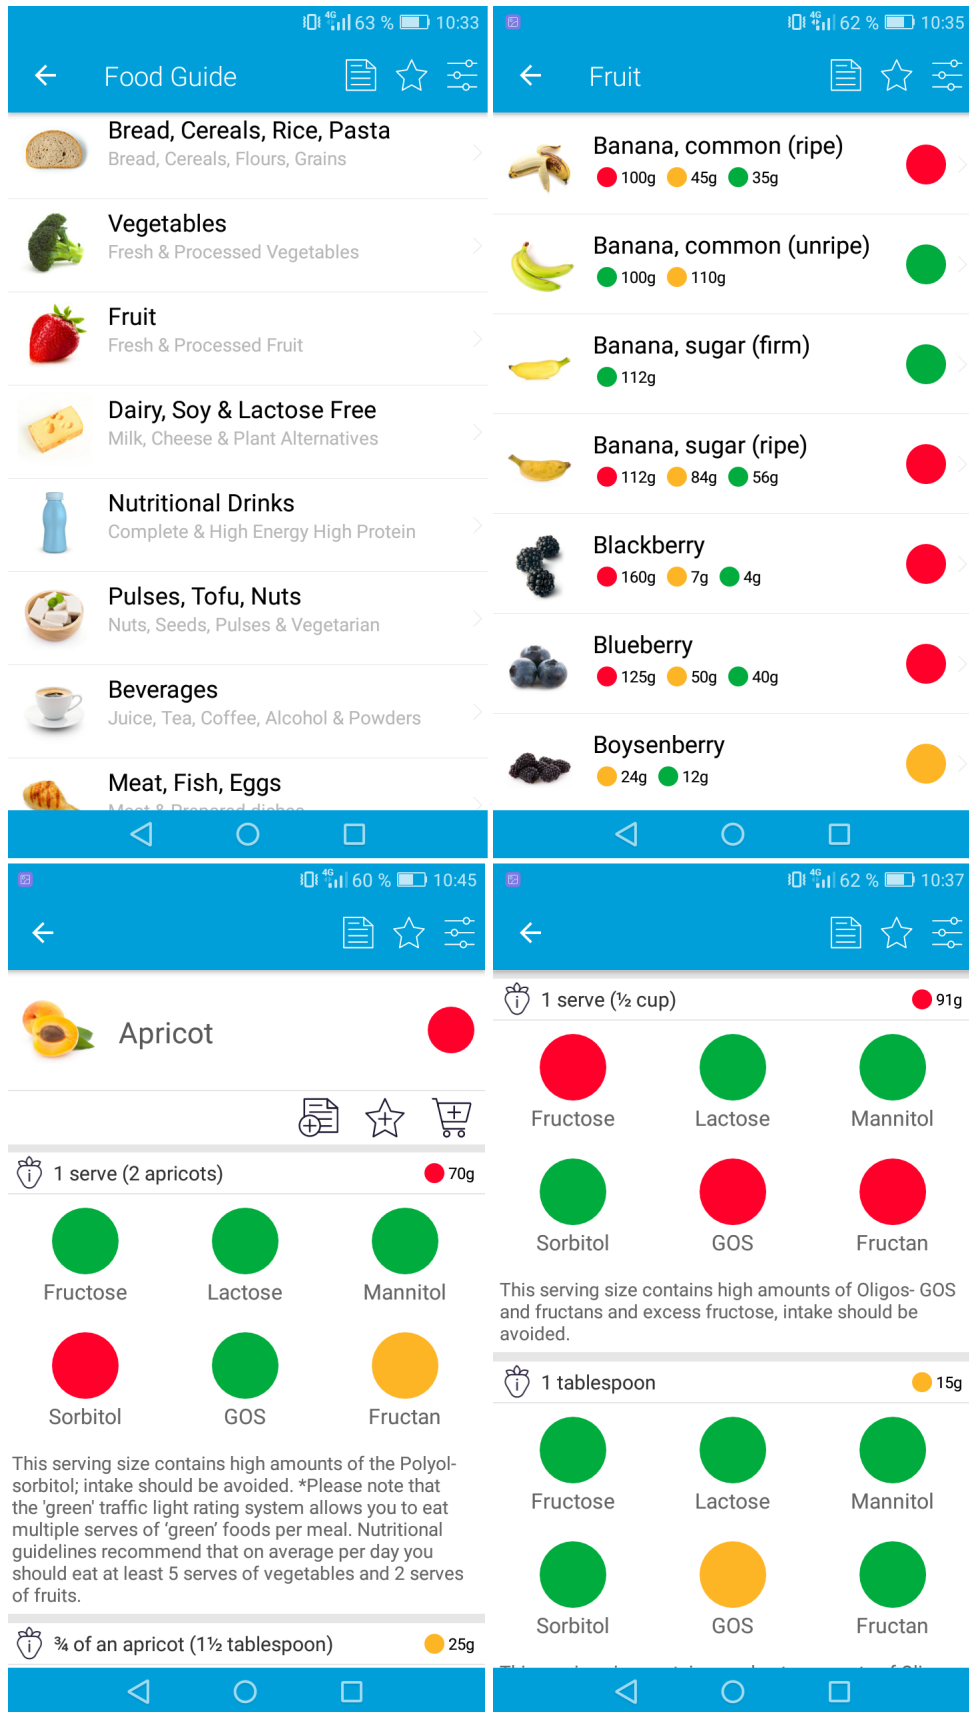 4G 63 % 10:33
Food Guide
Bread, Cereals, Rice, Pasta
Bread, Cereals, Flours, Grains
Vegetables
Fresh & Processed Vegetables
Fruit
Fresh & Processed Fruit
Dairy, Soy & Lactose Free
Milk, Cheese & Plant Alternatives
Nutritional Drinks
Complete & High Energy High Protein
Pulses, Tofu, Nuts
Nuts, Seeds, Pulses & Vegetarian
Beverages
Juice, Tea, Coffee, Alcohol & Powders
Meat, Fish, Eggs
Meat & Prepared dishes
4G 62 % 10:35
Fruit
Banana, common (ripe)
100g 45g 35g
Banana, common (unripe)
100g 110g
Banana, sugar (firm)
112g
Banana, sugar (ripe)
112g 84g 56g
Blackberry
160g 7g 4g
Blueberry
125g 50g 40g
Boysenberry
24g 12g
4G 60 % 10:45
Apricot
i 1 serve (2 apricots) 70g
Fructose Lactose Mannitol
Sorbitol GOS Fructan
This serving size contains high amounts of the Polyol-
sorbitol; intake should be avoided. *Please note that
the 'green' traffic light rating system allows you to eat
multiple serves of ‘green’ foods per meal. Nutritional
guidelines recommend that on average per day you
should eat at least 5 serves of vegetables and 2 serves
of fruits.
i ¾ of an apricot (1½ tablespoon) 25g
4G 62 % 10:37
i 1 serve (½ cup) 91g
Fructose Lactose Mannitol
Sorbitol GOS Fructan
This serving size contains high amounts of Oligos- GOS
and fructans and excess fructose, intake should be
avoided.
i 1 tablespoon 15g
Fructose Lactose Mannitol
Sorbitol GOS Fructan